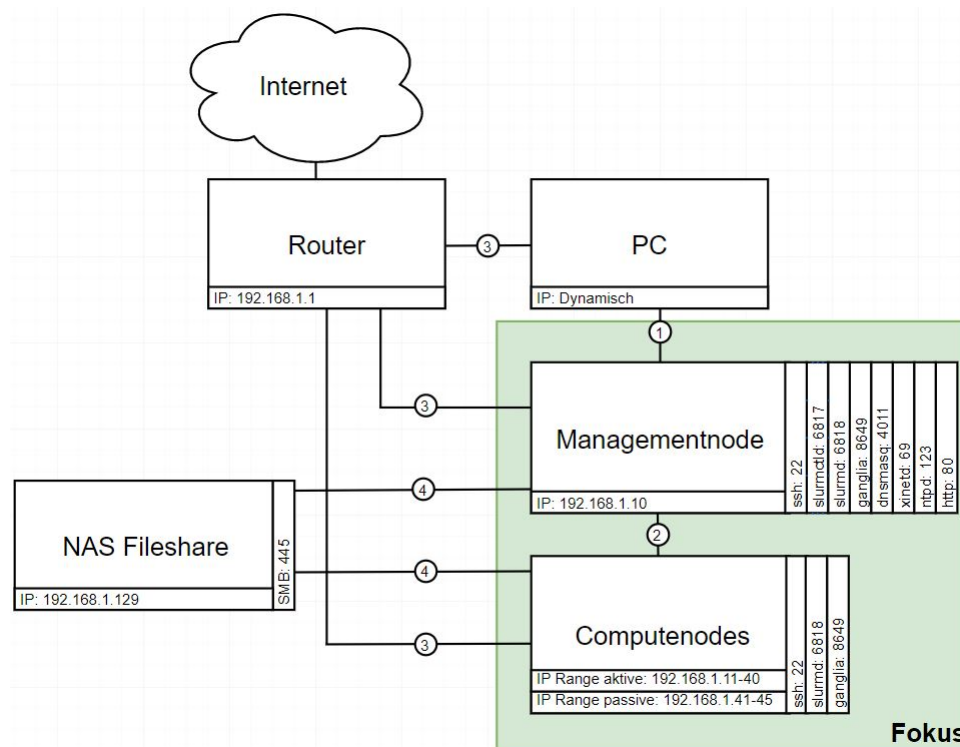 Internet
Router
IP: 192.168.1.1
3
PC
IP: Dynamisch
1
3
Managementnode
IP: 192.168.1.10
ssh: 22
slurmctld: 6817
slurmd: 6818
ganglia: 8649
dnsmasq: 4011
xinetd: 69
ntpd: 123
http: 80
4
NAS Fileshare
IP: 192.168.1.129
SMB: 445
2
4
Computenodes
IP Range aktive: 192.168.1.11-40
IP Range passive: 192.168.1.41-45
ssh: 22
slurmd: 6818
ganglia: 8649
3
Fokus